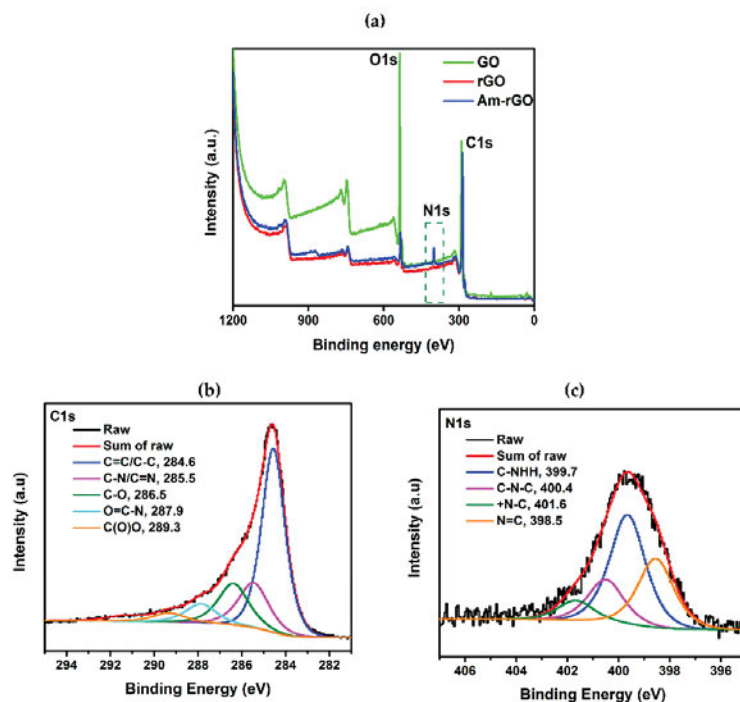 (a)
O1s
GO
rGO
Am-rGO
C1s
N1s
Intensity (a.u.)
1200 900 600 300 0
Binding energy (eV)
(b)
C1s
Raw
Sum of raw
C=C/C-C, 284.6
C-N/C=N, 285.5
C-O, 286.5
O=C-N, 287.9
C(O)O, 289.3
Intensity (a.u)
294 292 290 288 286 284 282
Binding Energy (eV)
(c)
N1s
Raw
Sum of raw
C-NHH, 399.7
C-N-C, 400.4
+N-C, 401.6
N=C, 398.5
Intensity (a.u)
406 404 402 400 398 396
Binding Energy (eV)